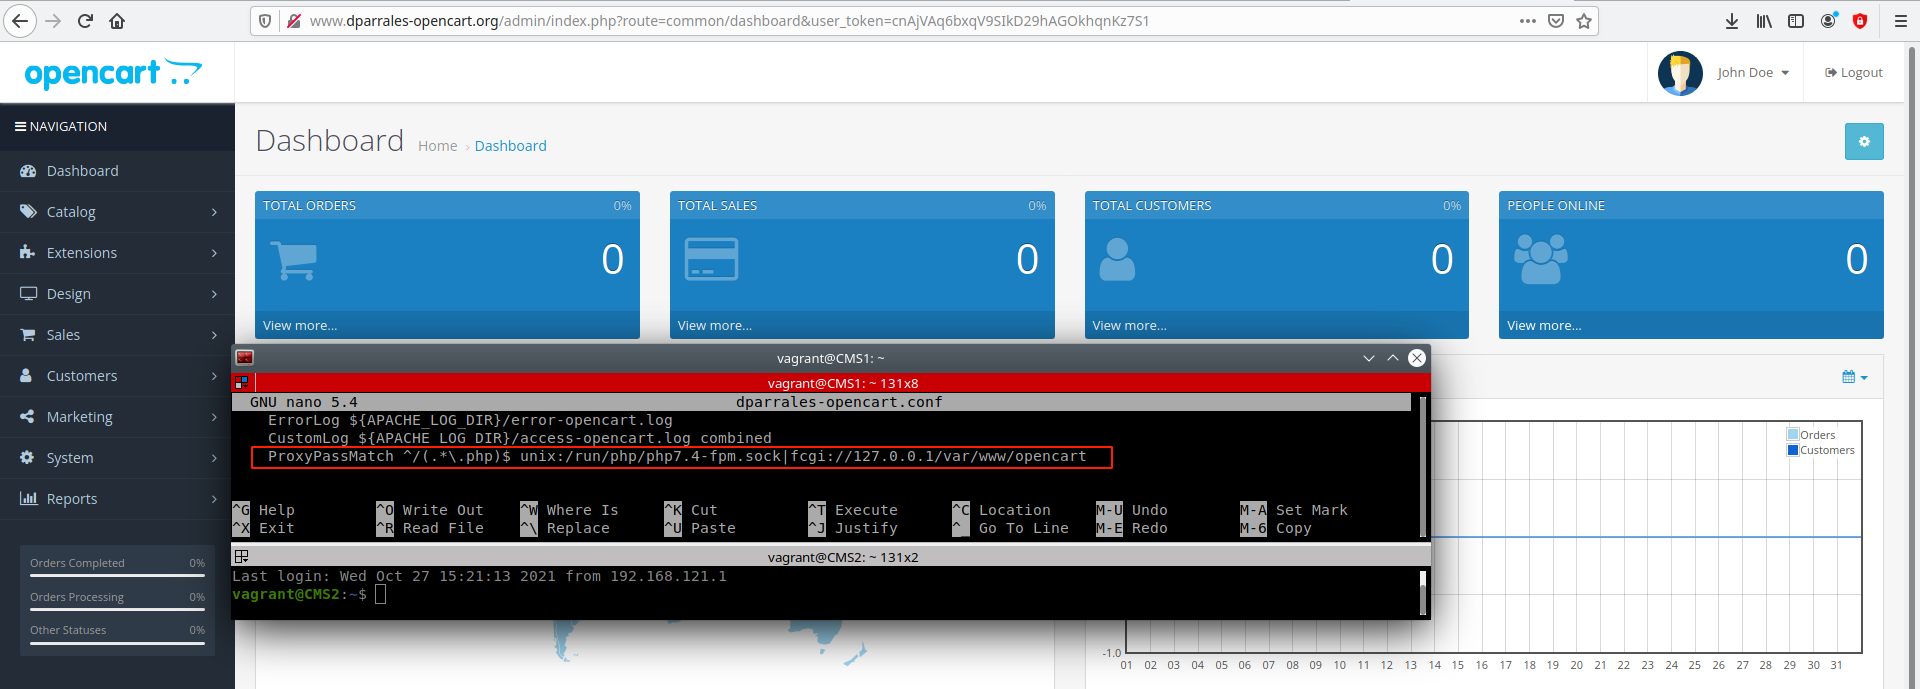 www.dparrales-opencart.org/admin/index.php?route=common/dashboard&user_token=cnAjVAq6bxqV9SIkD29hAGOkhqnKz7S1
opencart
John Doe
Logout
NAVIGATION
Dashboard
Catalog
Extensions
Design
Sales
Customers
Marketing
System
Reports
Orders Completed 0%
Orders Processing 0%
Other Statuses 0%
Dashboard Home › Dashboard
TOTAL ORDERS 0%
0
View more...
TOTAL SALES 0%
0
View more...
TOTAL CUSTOMERS 0%
0
View more...
PEOPLE ONLINE
0
View more...
vagrant@CMS1: ~
vagrant@CMS1: ~ 131x8
GNU nano 5.4 dparrales-opencart.conf
ErrorLog ${APACHE_LOG_DIR}/error-opencart.log
CustomLog ${APACHE_LOG_DIR}/access-opencart.log combined
ProxyPassMatch ^/(.*\.php)$ unix:/run/php/php7.4-fpm.sock|fcgi://127.0.0.1/var/www/opencart
^G Help ^O Write Out ^W Where Is ^K Cut ^T Execute ^C Location M-U Undo M-A Set Mark
^X Exit ^R Read File ^\ Replace ^U Paste ^J Justify ^_ Go To Line M-E Redo M-6 Copy
vagrant@CMS2: ~ 131x2
Last login: Wed Oct 27 15:21:13 2021 from 192.168.121.1
vagrant@CMS2:~$
Orders
Customers
-1.0
01 02 03 04 05 06 07 08 09 10 11 12 13 14 15 16 17 18 19 20 21 22 23 24 25 26 27 28 29 30 31